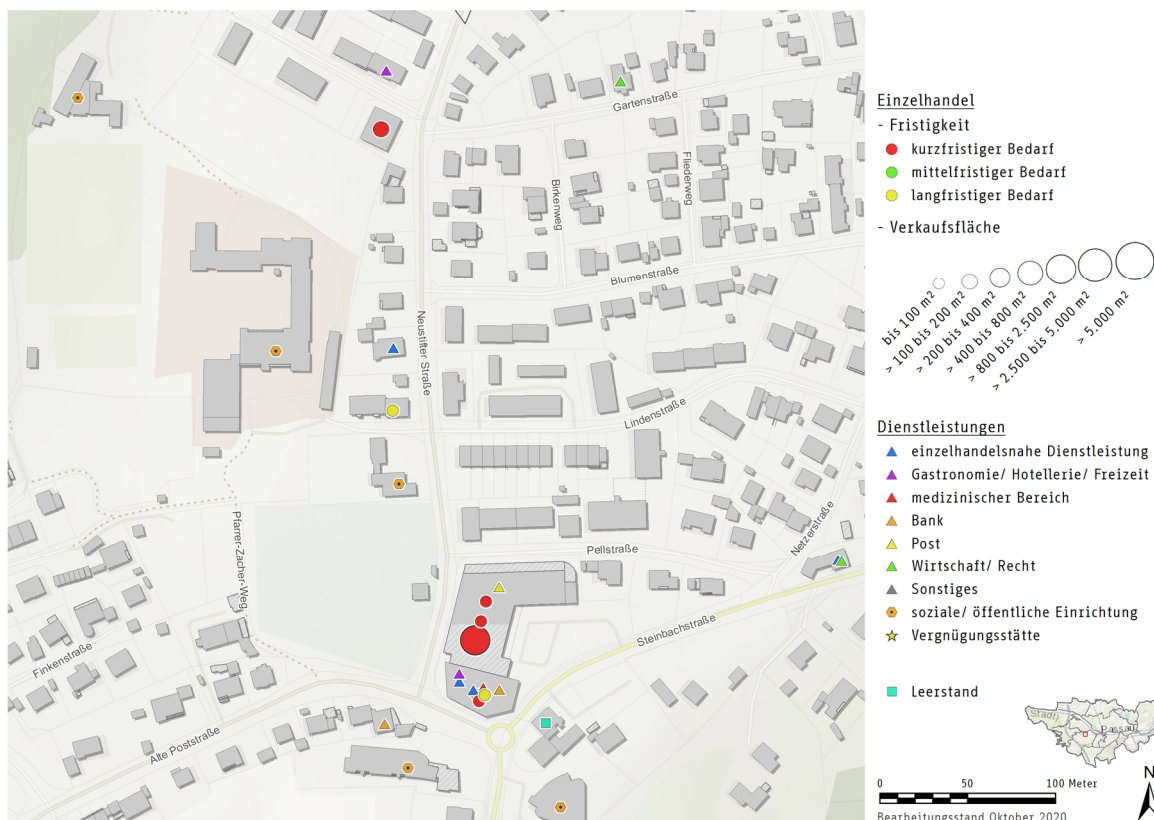 Gartenstraße
Birkenweg
Fliederweg
Blumenstraße
Neustifter Straße
Lindenstraße
Netzerstraße
Pellstraße
Pfarrer-Zacher-Weg
Steinbachstraße
Finkenstraße
Alte Poststraße
Einzelhandel
- Fristigkeit
kurzfristiger Bedarf
mittelfristiger Bedarf
langfristiger Bedarf
- Verkaufsfläche
bis 100 m²
> 100 bis 200 m²
> 200 bis 400 m²
> 400 bis 800 m²
> 800 bis 2.500 m²
> 2.500 bis 5.000 m²
> 5.000 m²
Dienstleistungen
einzelhandelsnahe Dienstleistung
Gastronomie/ Hotellerie/ Freizeit
medizinischer Bereich
Bank
Post
Wirtschaft/ Recht
Sonstiges
soziale/ öffentliche Einrichtung
Vergnügungsstätte
Leerstand
Stadt)
Passau
0 50 100 Meter
N
Bearbeitungsstand Oktober 2020